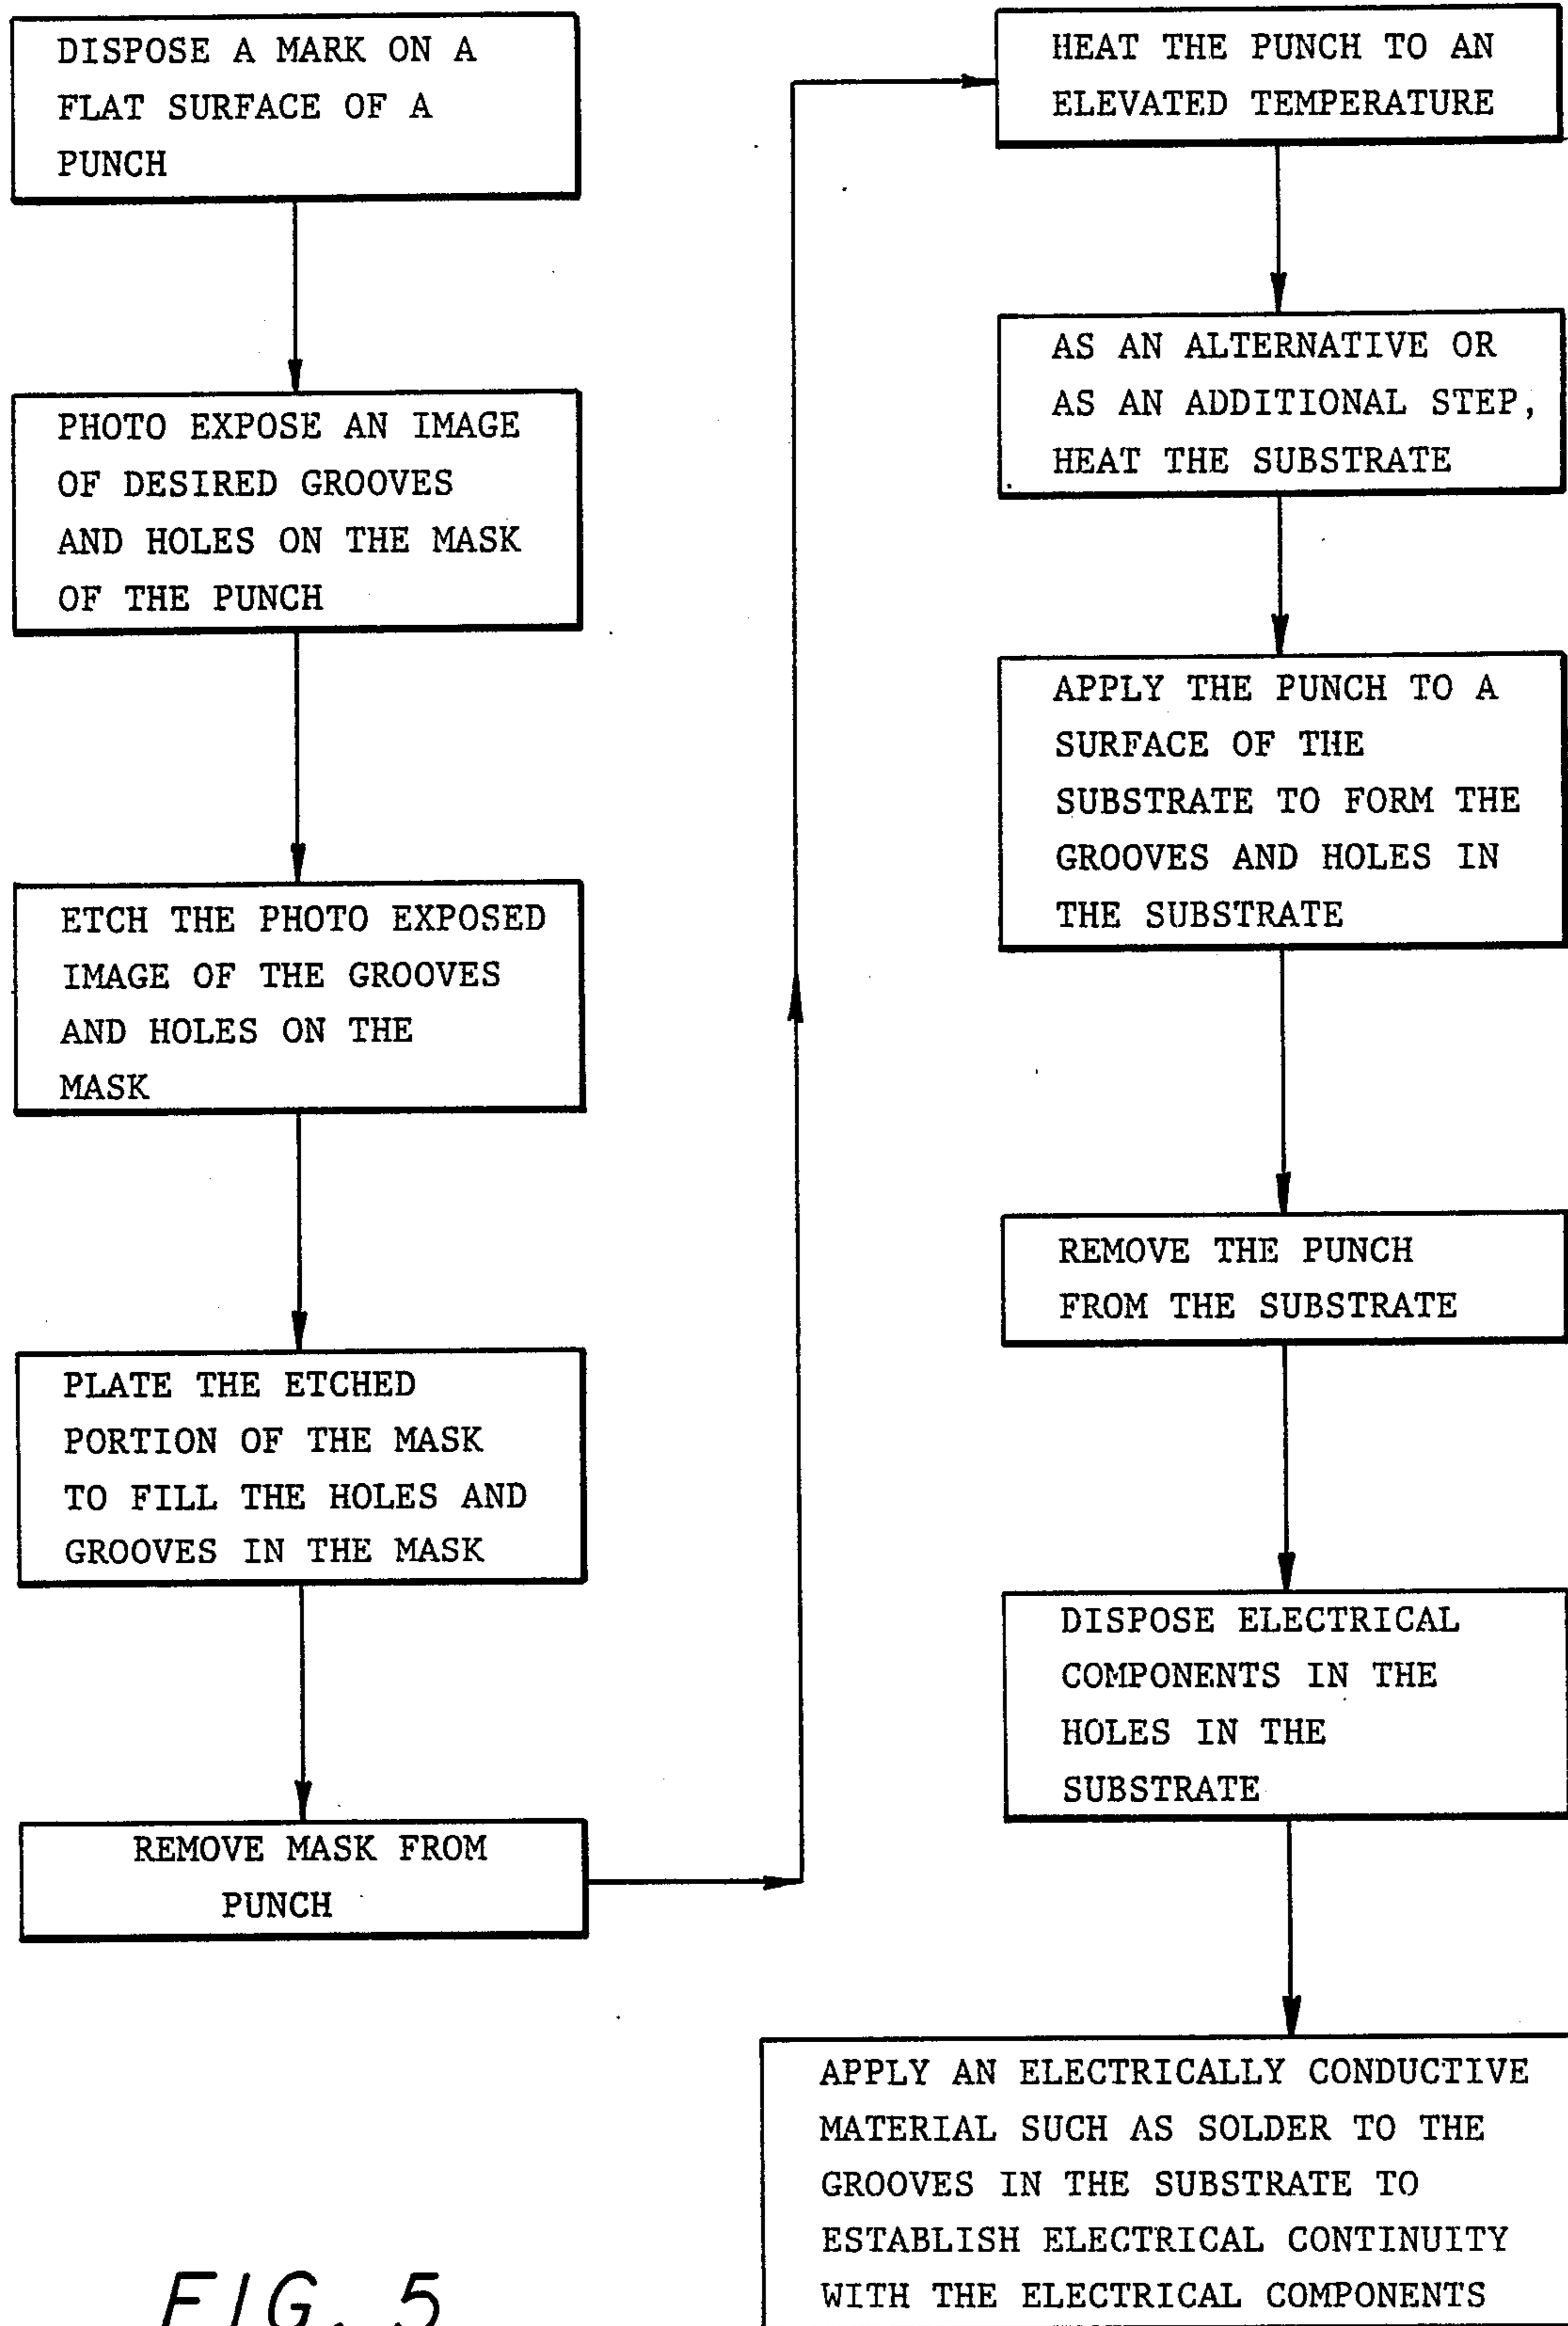 DISPOSE A MARK ON A
FLAT SURFACE OF A
PUNCH
PHOTO EXPOSE AN IMAGE
OF DESIRED GROOVES
AND HOLES ON THE MASK
OF THE PUNCH
ETCH THE PHOTO EXPOSED
IMAGE OF THE GROOVES
AND HOLES ON THE
MASK
PLATE THE ETCHED
PORTION OF THE MASK
TO FILL THE HOLES AND
GROOVES IN THE MASK
REMOVE MASK FROM
PUNCH
HEAT THE PUNCH TO AN
ELEVATED TEMPERATURE
AS AN ALTERNATIVE OR
AS AN ADDITIONAL STEP,
HEAT THE SUBSTRATE
APPLY THE PUNCH TO A
SURFACE OF THE
SUBSTRATE TO FORM THE
GROOVES AND HOLES IN
THE SUBSTRATE
REMOVE THE PUNCH
FROM THE SUBSTRATE
DISPOSE ELECTRICAL
COMPONENTS IN THE
HOLES IN THE
SUBSTRATE
APPLY AN ELECTRICALLY CONDUCTIVE
MATERIAL SUCH AS SOLDER TO THE
GROOVES IN THE SUBSTRATE TO
ESTABLISH ELECTRICAL CONTINUITY
WITH THE ELECTRICAL COMPONENTS
FIG. 5